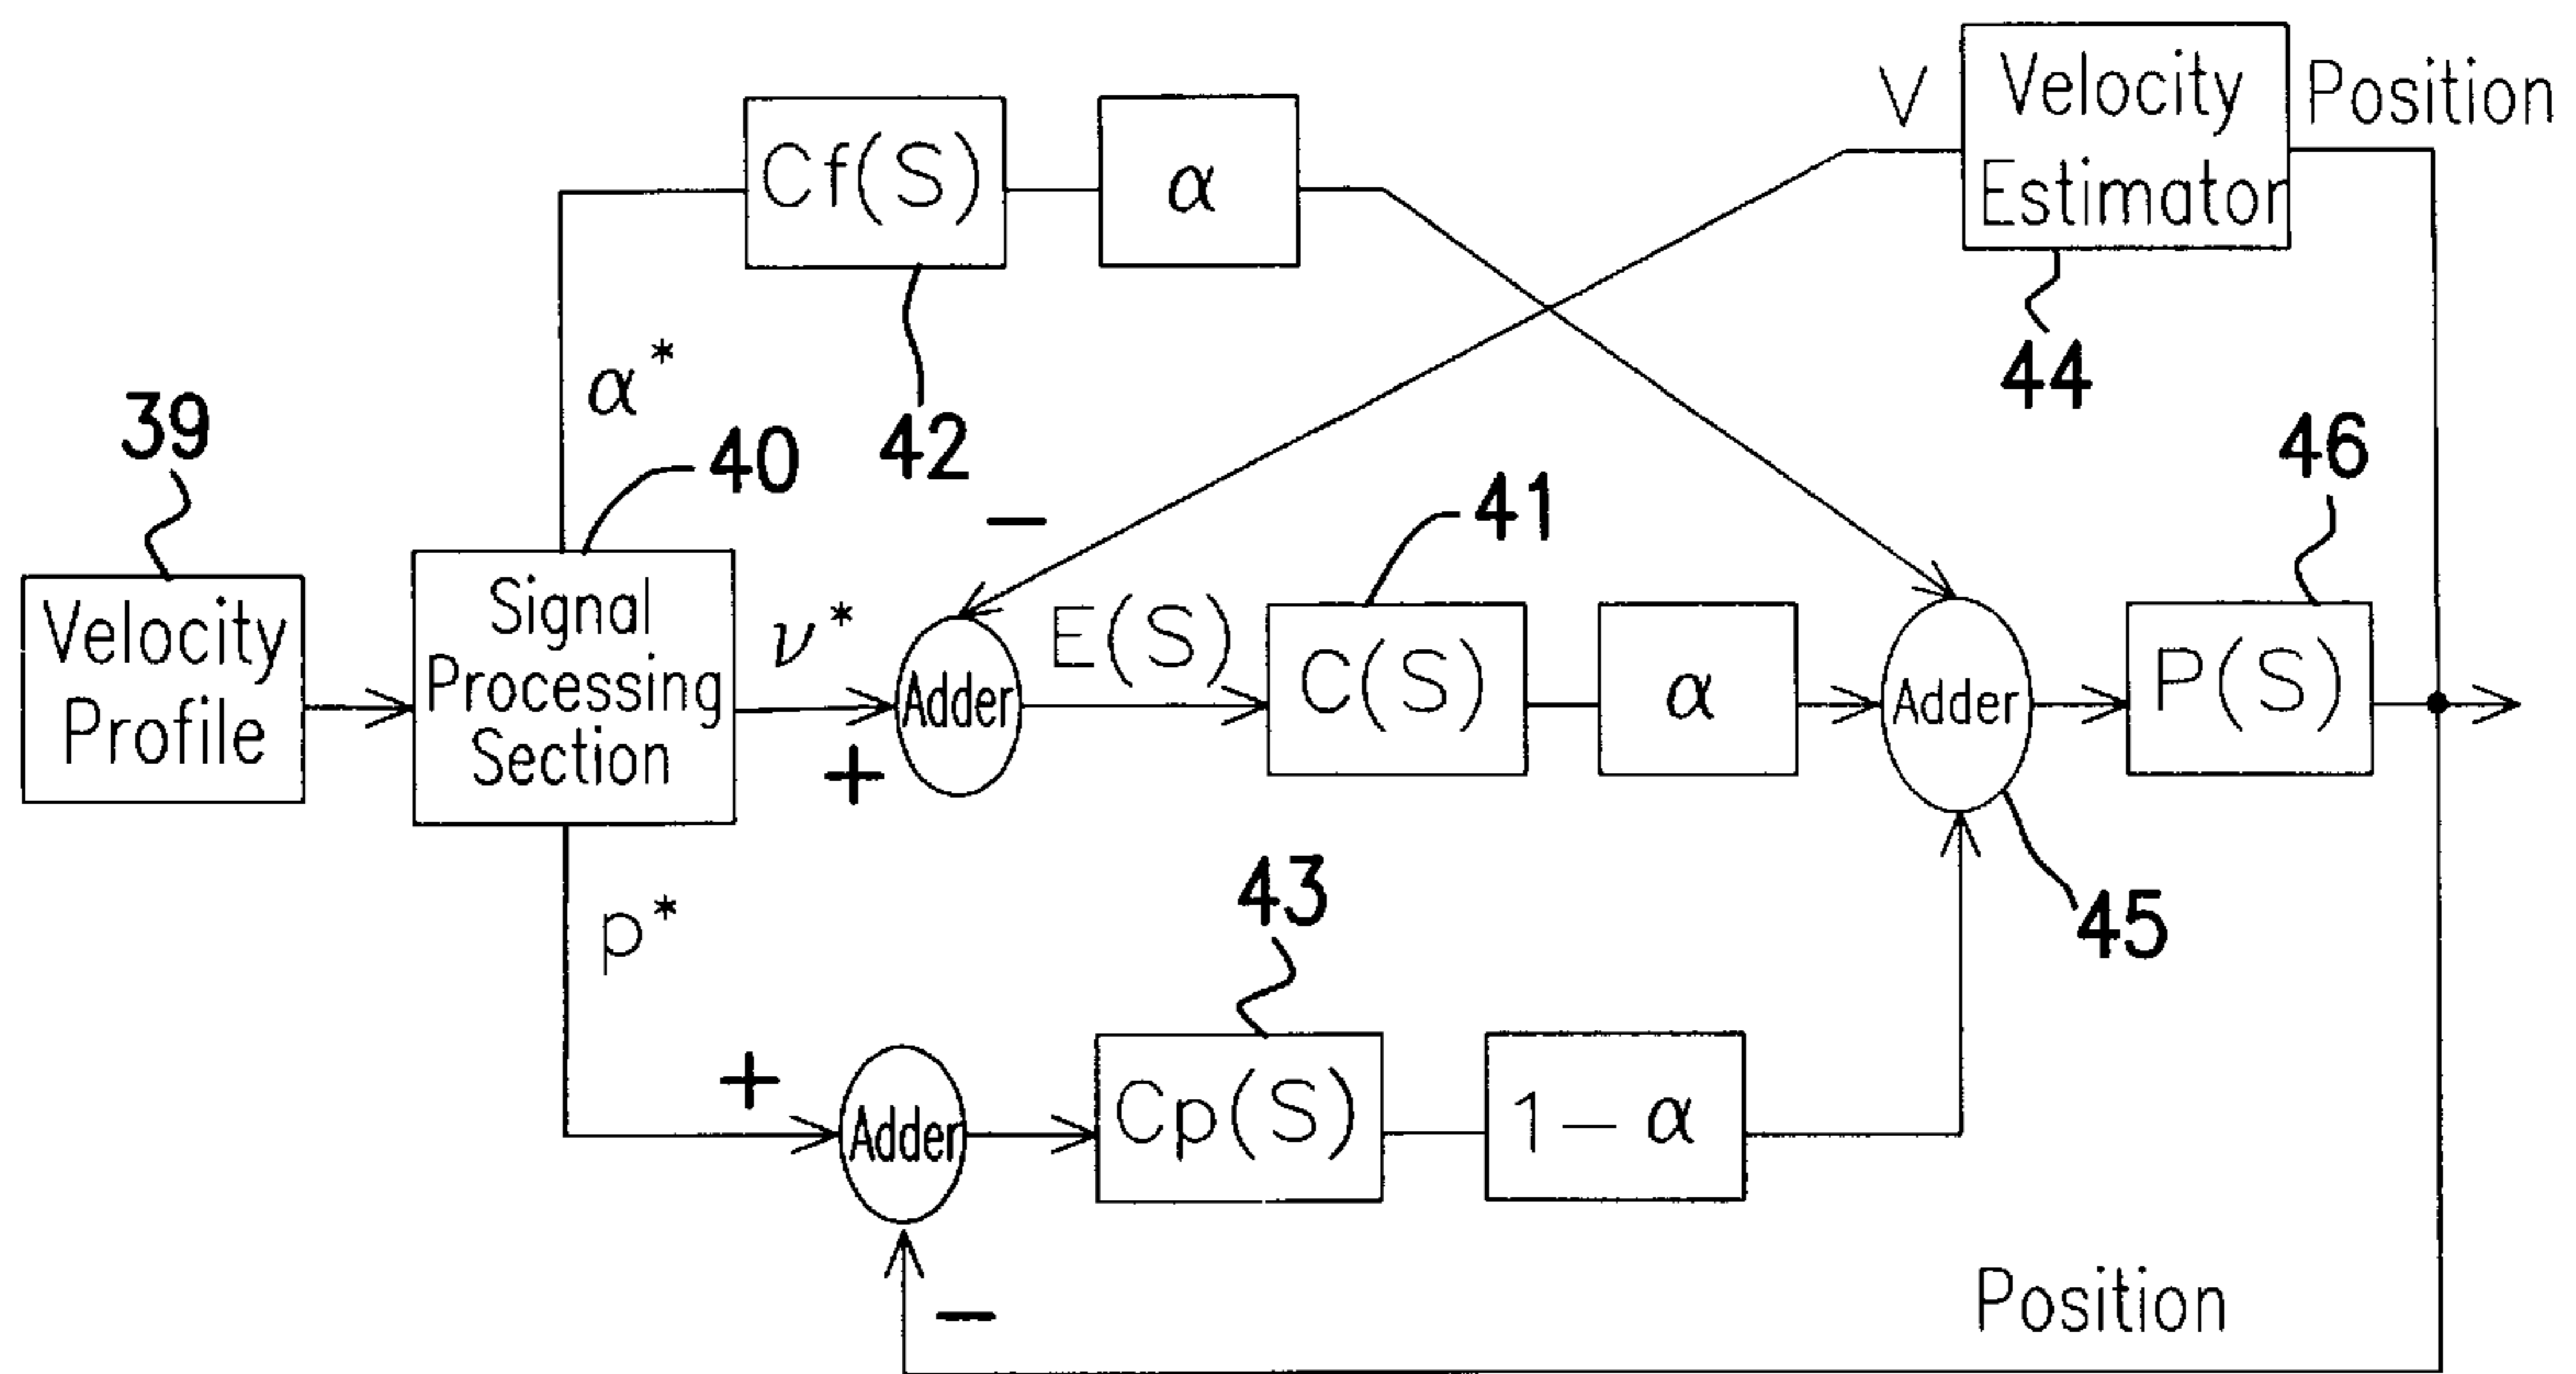 V
Velocity
Estimator
Position
Cf(S)
α
44
α*
39
40
42
46
41
Velocity
Profile
Signal
Processing
Section
ν*
−
+
Adder
E(S)
C(S)
α
Adder
P(S)
45
p*
43
+
Adder
Cp(S)
1−α
−
Position